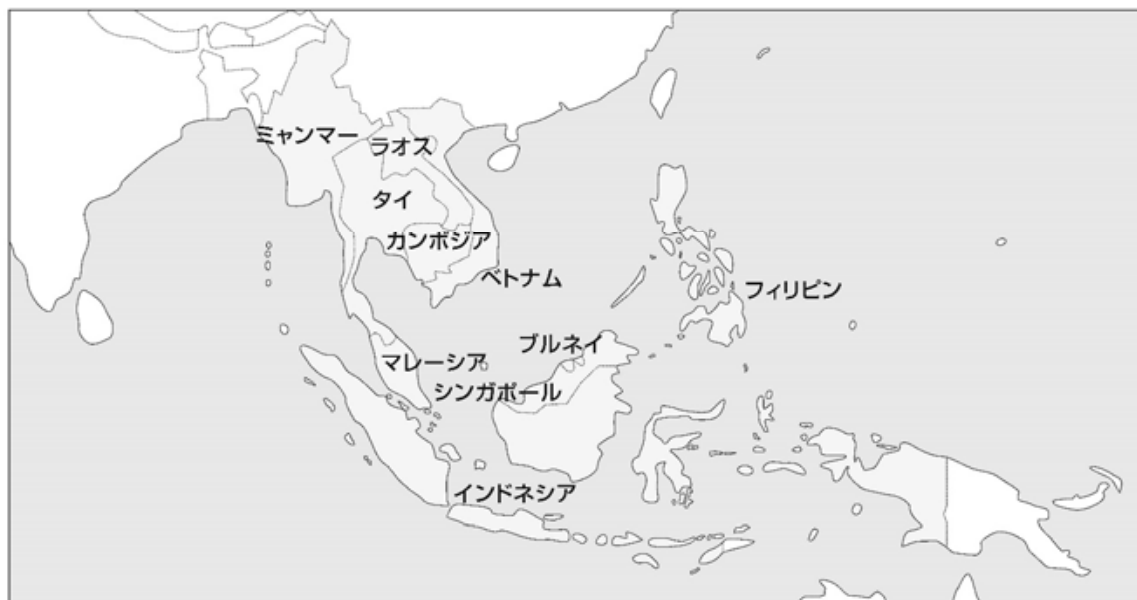 ミャンマー
ラオス
タイ
カンボジア
ベトナム
フィリピン
ブルネイ
マレーシア
シンガポール
インドネシア